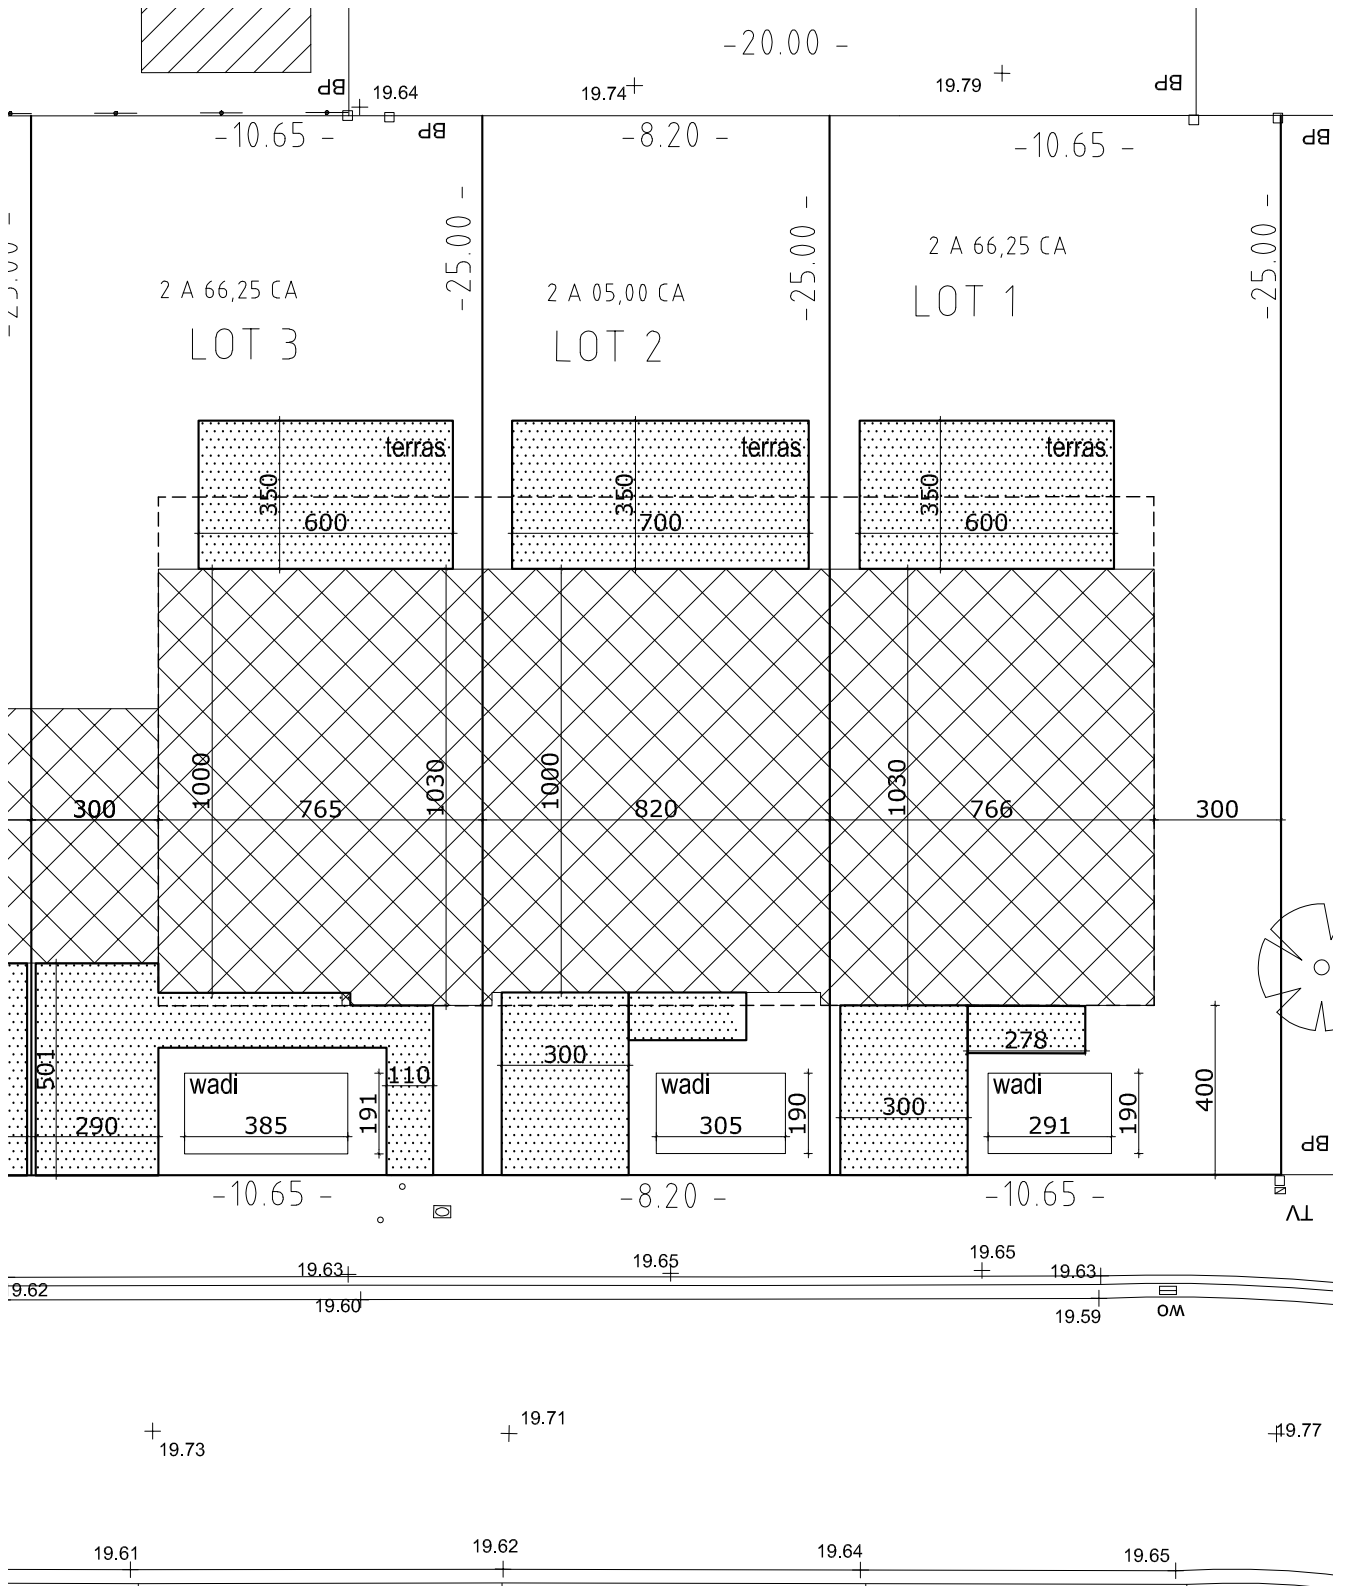 -20.00 -
BP
19.64
19.74
19.79
BP
-10.65 -
BP
-8.20 -
-10.65 -
BP
-25.00 -
-25.00 -
-25.00 -
-25.00 -
2 A 66,25 CA
LOT 3
2 A 05,00 CA
LOT 2
2 A 66,25 CA
LOT 1
terras
350
600
terras
350
700
terras
350
600
1000
1030
1000
1030
300
765
820
766
300
501
290
wadi
385
191
110
300
wadi
305
190
300
278
wadi
291
190
400
BP
-10.65 -
-8.20 -
-10.65 -
TV
9.62
19.63
19.60
19.65
19.65
19.63
19.59
WO
19.73
19.71
19.77
19.61
19.62
19.64
19.65